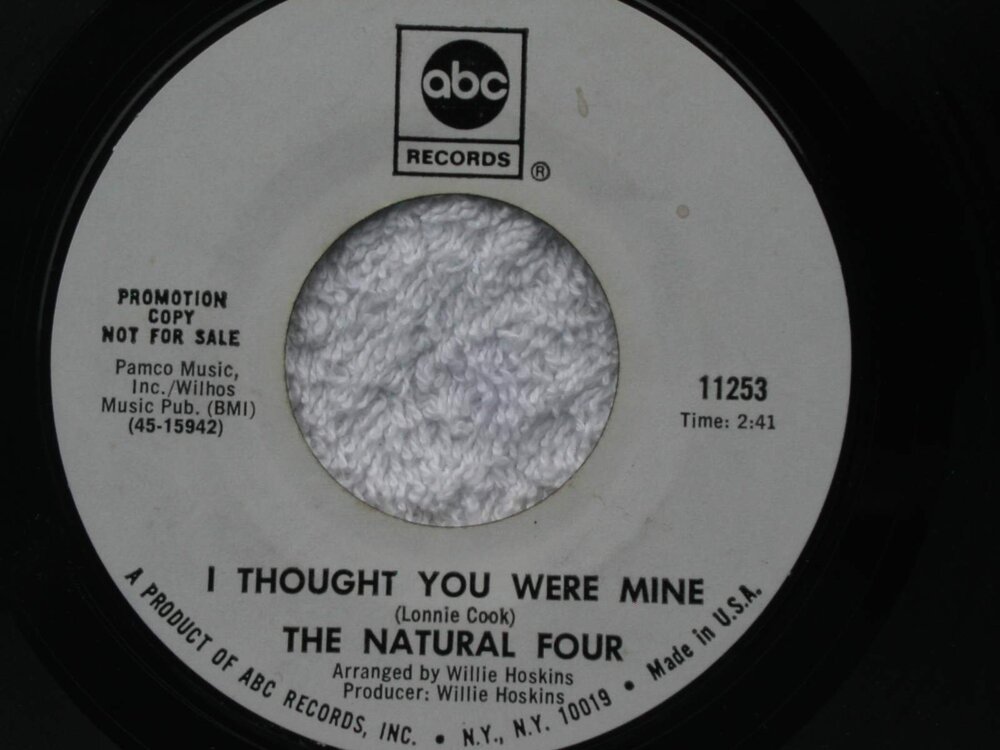 abc
RECORDS ®
PROMOTION
COPY
NOT FOR SALE
Pamco Music,
Inc./Wilhos
Music Pub. (BMI)
(45-15942)
11253
Time: 2:41
I THOUGHT YOU WERE MINE
(Lonnie Cook)
THE NATURAL FOUR
Arranged by Willie Hoskins
Producer: Willie Hoskins
A PRODUCT OF ABC RECORDS, INC. • N.Y., N.Y. 10019 • Made in U.S.A.